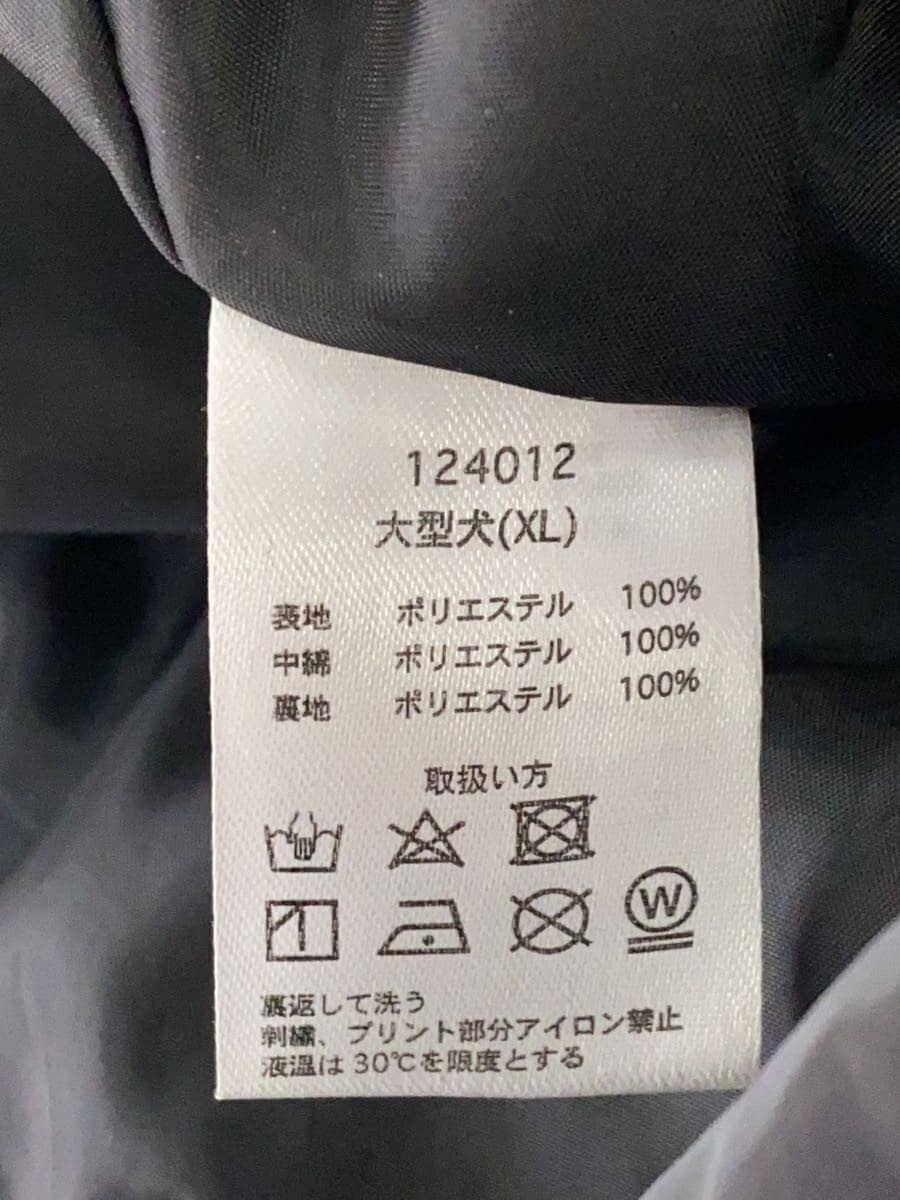 124012
大型犬(XL)
表地 ポリエステル 100%
中綿 ポリエステル 100%
裏地 ポリエステル 100%
取扱い方
W
裏返して洗う
刺繍、プリント部分アイロン禁止
液温は30℃を限度とする